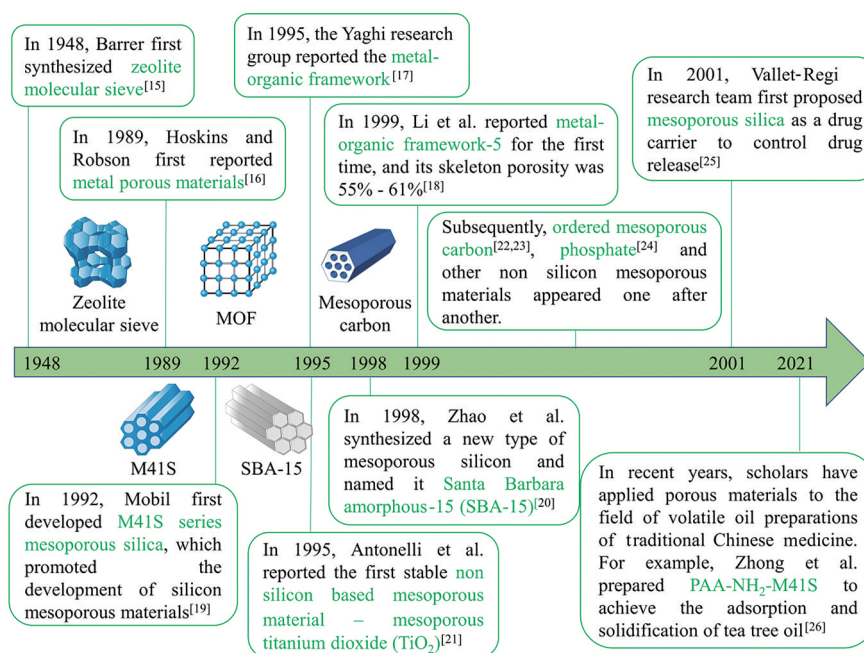 In 1948, Barrer first
synthesized zeolite
molecular sieve[15]
In 1995, the Yaghi research
group reported the metal-
organic framework[17]
In 2001, Vallet-Regi
research team first proposed
mesoporous silica as a drug
carrier to control drug
release[25]
In 1989, Hoskins and
Robson first reported
metal porous materials[16]
In 1999, Li et al. reported metal-
organic framework-5 for the first
time, and its skeleton porosity was
55% - 61%[18]
Subsequently, ordered mesoporous
carbon[22,23], phosphate[24] and
other non silicon mesoporous
materials appeared one after
another.
Zeolite
molecular sieve
MOF
Mesoporous
carbon
1948 1989 1992 1995 1998 1999 2001 2021
M41S
SBA-15
In 1992, Mobil first
developed M41S series
mesoporous silica, which
promoted the
development of silicon
mesoporous materials[19]
In 1995, Antonelli et al.
reported the first stable non
silicon based mesoporous
material – mesoporous
titanium dioxide (TiO₂)[21]
In 1998, Zhao et al.
synthesized a new type of
mesoporous silicon and
named it Santa Barbara
amorphous-15 (SBA-15)[20]
In recent years, scholars have
applied porous materials to the
field of volatile oil preparations
of traditional Chinese medicine.
For example, Zhong et al.
prepared PAA-NH₂-M41S to
achieve the adsorption and
solidification of tea tree oil[26]